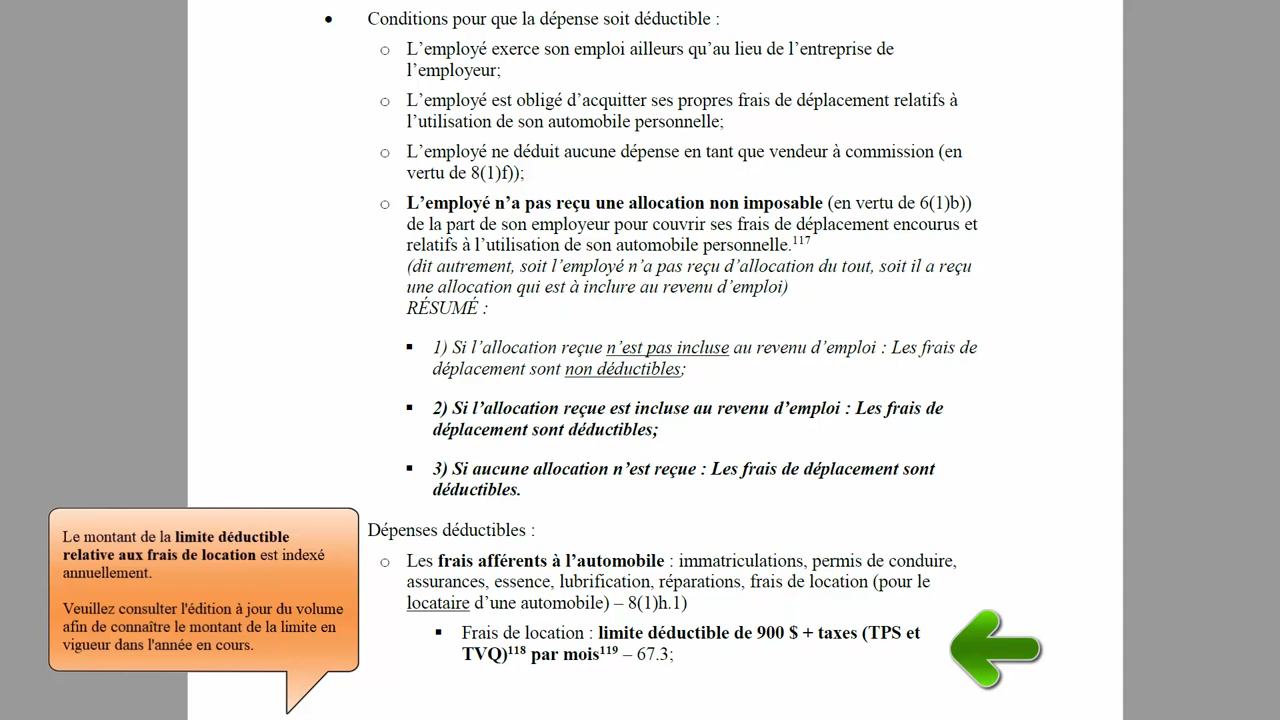 Conditions pour que la dépense soit déductible :
L'employé exerce son emploi ailleurs qu'au lieu de l'entreprise de
l'employeur;
L'employé est obligé d'acquitter ses propres frais de déplacement relatifs à
l'utilisation de son automobile personnelle;
L'employé ne déduit aucune dépense en tant que vendeur à commission (en
vertu de 8(1)f));
L'employé n'a pas reçu une allocation non imposable (en vertu de 6(1)b))
de la part de son employeur pour couvrir ses frais de déplacement encourus et
relatifs à l'utilisation de son automobile personnelle.117
(dit autrement, soit l'employé n'a pas reçu d'allocation du tout, soit il a reçu
une allocation qui est à inclure au revenu d'emploi)
RÉSUMÉ :
1) Si l'allocation reçue n'est pas incluse au revenu d'emploi : Les frais de
déplacement sont non déductibles;
2) Si l'allocation reçue est incluse au revenu d'emploi : Les frais de
déplacement sont déductibles;
3) Si aucune allocation n'est reçue : Les frais de déplacement sont
déductibles.
Dépenses déductibles :
Les frais afférents à l'automobile : immatriculations, permis de conduire,
assurances, essence, lubrification, réparations, frais de location (pour le
locataire d'une automobile) – 8(1)h.1)
Frais de location : limite déductible de 900 $ + taxes (TPS et
TVQ)118 par mois119 – 67.3;
Le montant de la limite déductible
relative aux frais de location est indexé
annuellement.
Veuillez consulter l'édition à jour du volume
afin de connaître le montant de la limite en
vigueur dans l'année en cours.